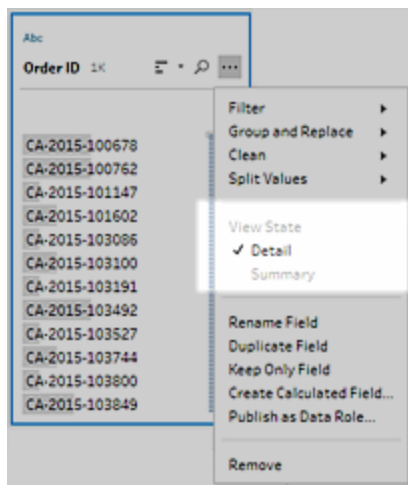 Abc
Order ID 1K
CA-2015-100678
CA-2015-100762
CA-2015-101147
CA-2015-101602
CA-2015-103086
CA-2015-103100
CA-2015-103191
CA-2015-103492
CA-2015-103527
CA-2015-103744
CA-2015-103800
CA-2015-103849
Filter
Group and Replace
Clean
Split Values
View State
✓ Detail
Summary
Rename Field
Duplicate Field
Keep Only Field
Create Calculated Field...
Publish as Data Role...
Remove